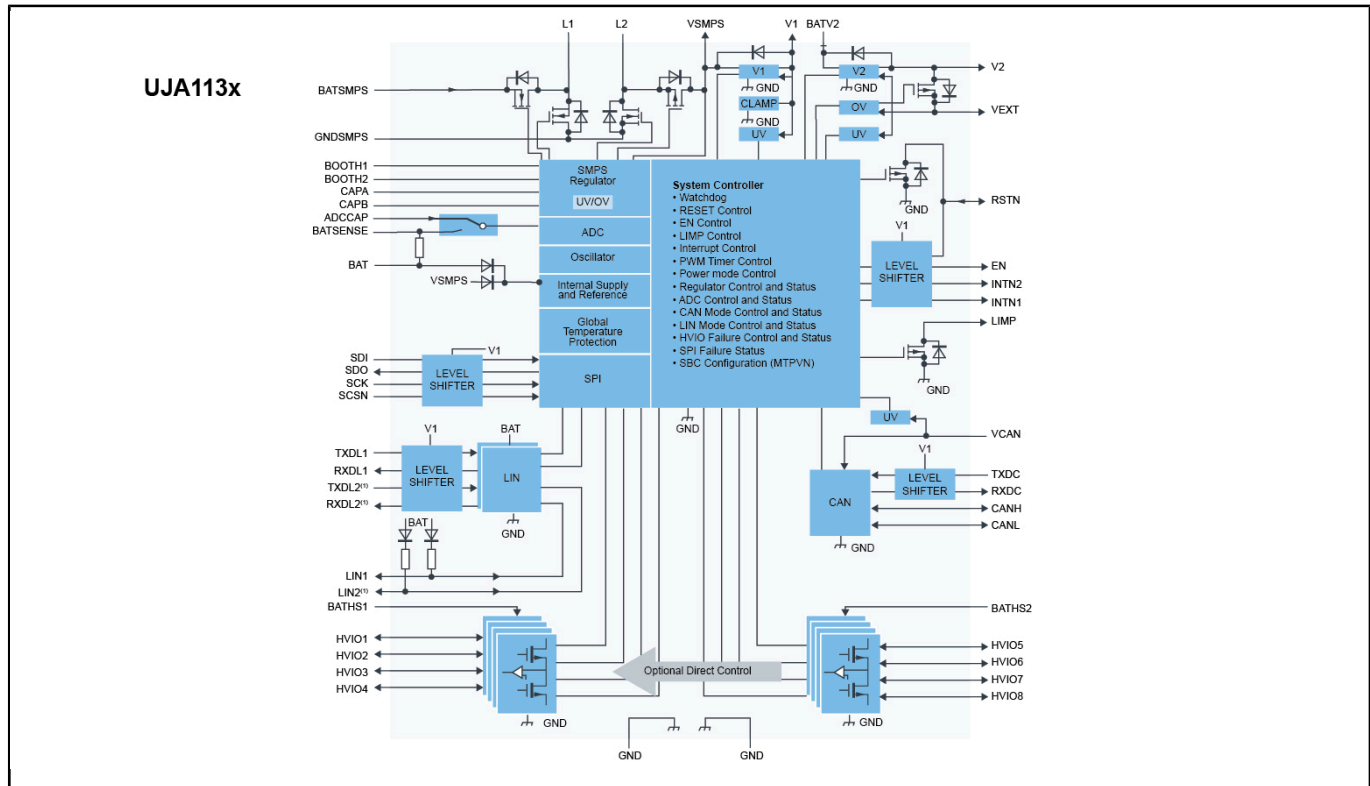 UJA113x
L1
L2
VSMPS
V1
BATV2
BATSMPS
GNDSMPS
BOOTH1
BOOTH2
CAPA
CAPB
ADCCAP
BATSENSE
BAT
VSMPS
V1
GND
CLAMP
GND
UV
V2
GND
OV
UV
V2
VEXT
SMPS
Regulator
UV/OV
ADC
Oscillator
Internal Supply
and Reference
Global
Temperature
Protection
SPI
System Controller
• Watchdog
• RESET Control
• EN Control
• LIMP Control
• Interrupt Control
• PWM Timer Control
• Power mode Control
• Regulator Control and Status
• ADC Control and Status
• CAN Mode Control and Status
• LIN Mode Control and Status
• HVIO Failure Control and Status
• SPI Failure Status
• SBC Configuration (MTPVN)
GND
GND
RSTN
V1
LEVEL
SHIFTER
EN
INTN2
INTN1
LIMP
GND
SDI
SDO
SCK
SCSN
V1
LEVEL
SHIFTER
UV
VCAN
TXDL1
RXDL1
TXDL2(1)
RXDL2(1)
V1
LEVEL
SHIFTER
BAT
LIN
GND
V1
LEVEL
SHIFTER
CAN
GND
TXDC
RXDC
CANH
CANL
BAT
LIN1
LIN2(1)
BATHS1
HVIO1
HVIO2
HVIO3
HVIO4
GND
Optional Direct Control
BATHS2
HVIO5
HVIO6
HVIO7
HVIO8
GND
GND
GND